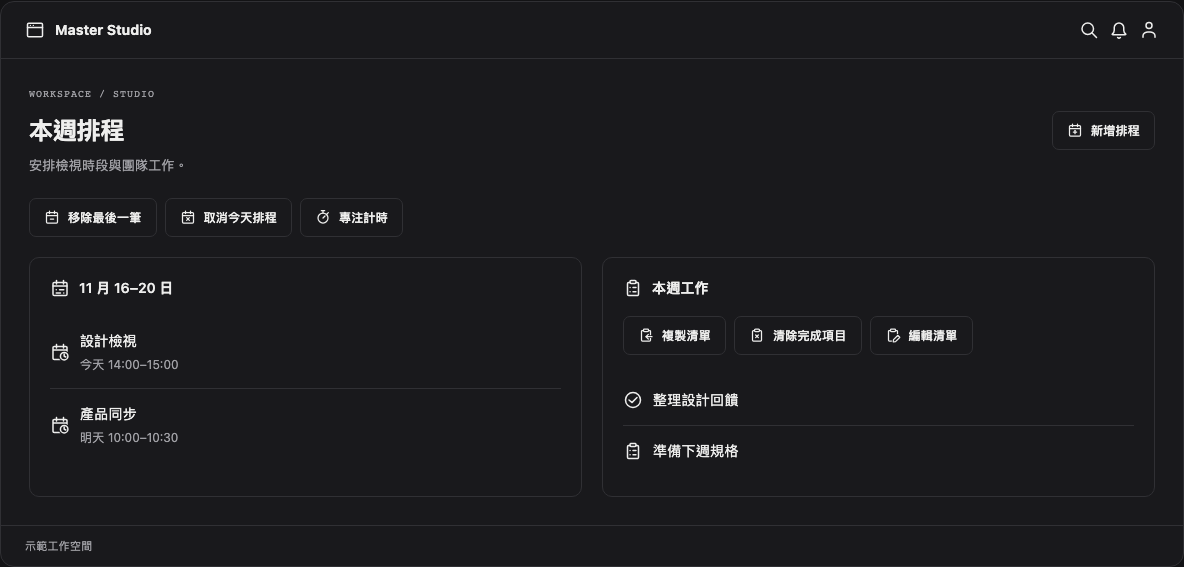 Master Studio
WORKSPACE / STUDIO
本週排程
新增排程
安排檢視時段與團隊工作。
移除最後一筆
取消今天排程
專注計時
11 月 16–20 日
設計檢視
今天 14:00–15:00
產品同步
明天 10:00–10:30
本週工作
複製清單
清除完成項目
編輯清單
整理設計回饋
準備下週規格
示範工作空間